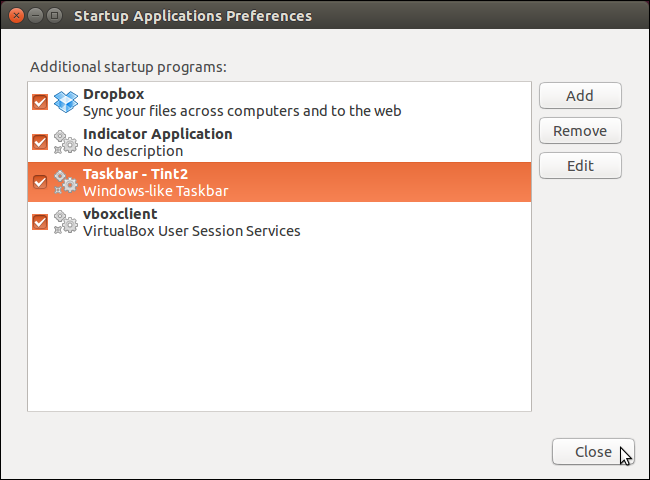 Startup Applications Preferences
Additional startup programs:
Dropbox
Sync your files across computers and to the web
Indicator Application
No description
Taskbar - Tint2
Windows-like Taskbar
vboxclient
VirtualBox User Session Services
Add
Remove
Edit
Close